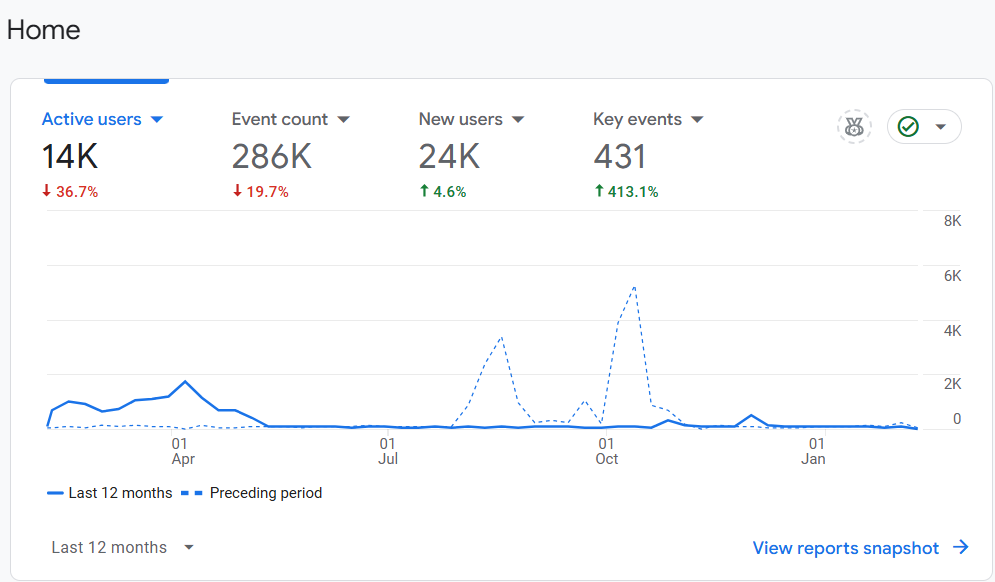 Home
Active users Event count New users Key events
14K 286K 24K 431
36.7% 19.7% 4.6% 413.1%
8K
6K
4K
2K
0
01 01 01 01
Apr Jul Oct Jan
Last 12 months Preceding period
Last 12 months View reports snapshot